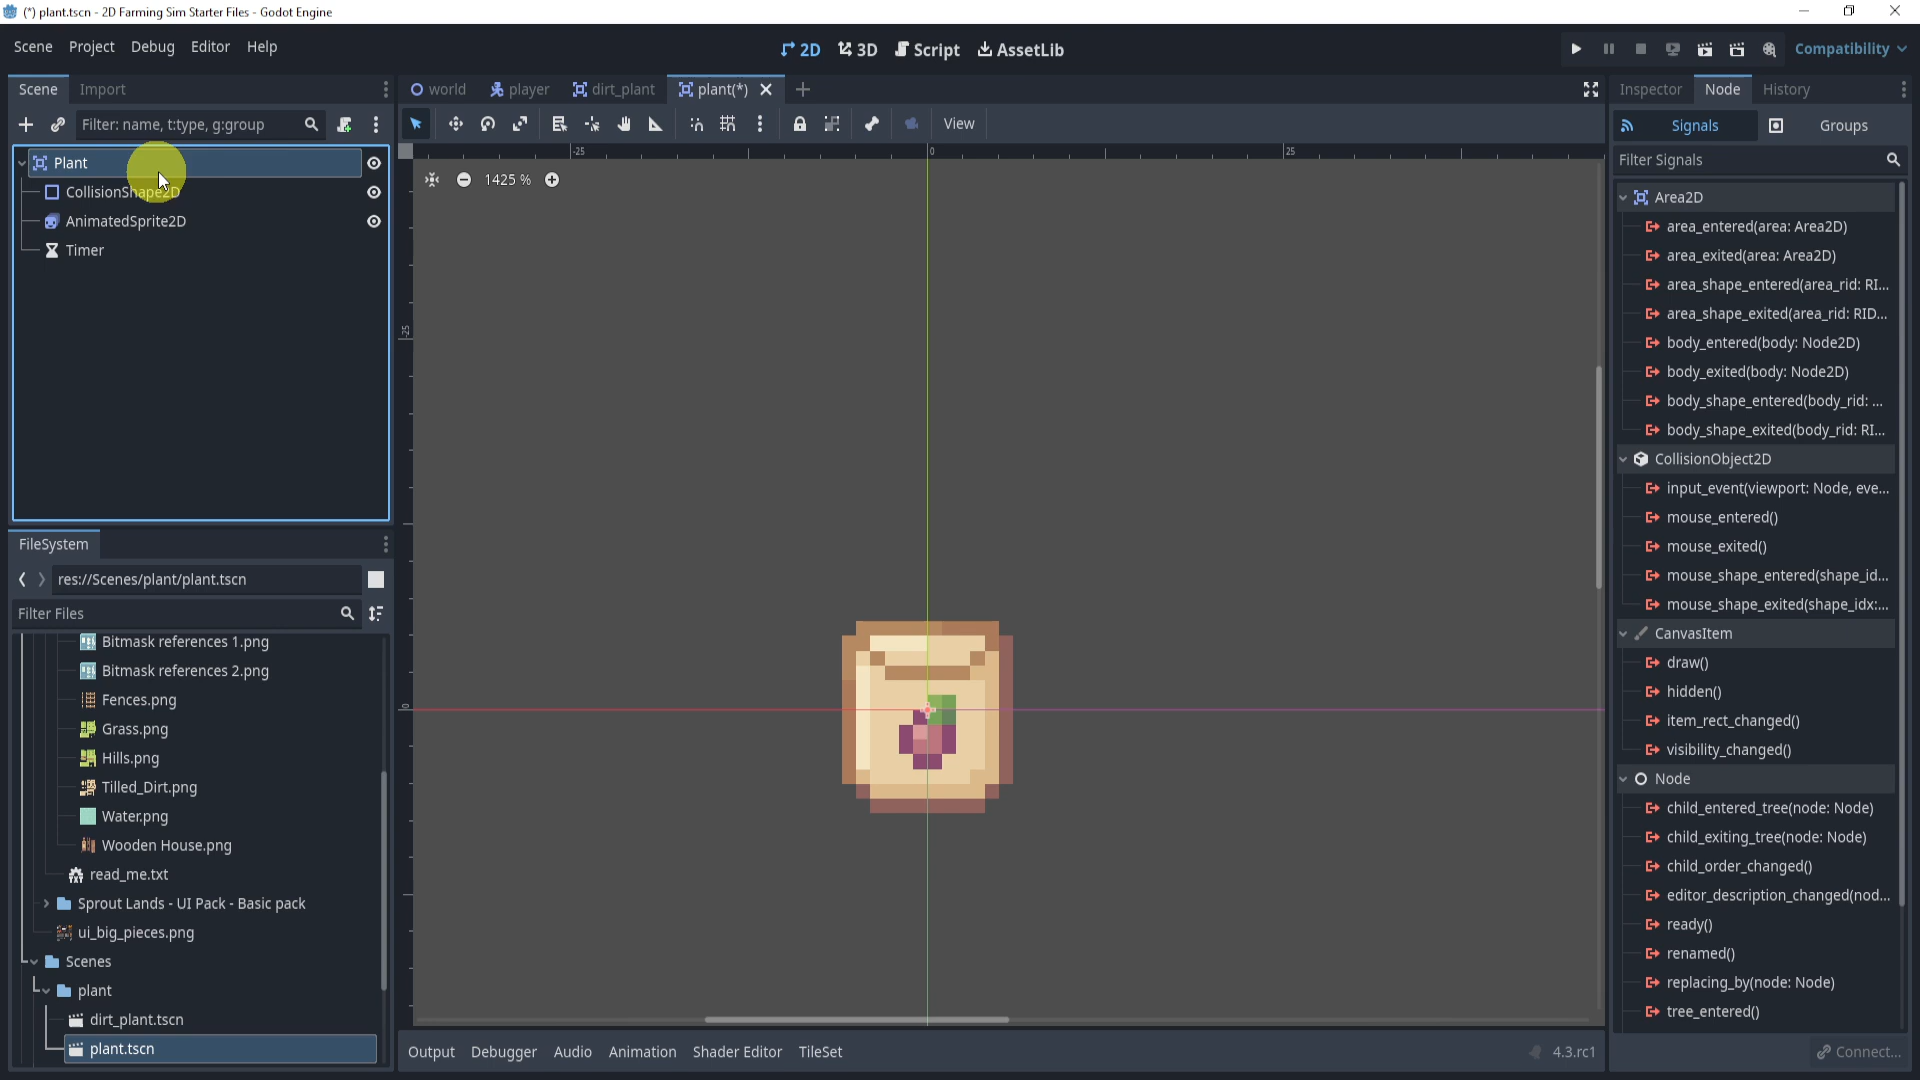 (*) plant.tscn - 2D Farming Sim Starter Files - Godot Engine
Scene Project Debug Editor Help
2D 3D Script AssetLib
Compatibility
Scene Import
world player dirt_plant plant(*)
Inspector Node History
Filter: name, t:type, g:group
View
Signals Groups
Filter Signals
Plant
CollisionShape2D
AnimatedSprite2D
Timer
-25 0 25
1425 %
-25
0
Area2D
area_entered(area: Area2D)
area_exited(area: Area2D)
area_shape_entered(area_rid: RI...
area_shape_exited(area_rid: RID...
body_entered(body: Node2D)
body_exited(body: Node2D)
body_shape_entered(body_rid: ...
body_shape_exited(body_rid: RI...
CollisionObject2D
input_event(viewport: Node, eve...
mouse_entered()
mouse_exited()
mouse_shape_entered(shape_id...
mouse_shape_exited(shape_idx:...
CanvasItem
draw()
hidden()
item_rect_changed()
visibility_changed()
Node
child_entered_tree(node: Node)
child_exiting_tree(node: Node)
child_order_changed()
editor_description_changed(nod...
ready()
renamed()
replacing_by(node: Node)
tree_entered()
Connect...
FileSystem
res://Scenes/plant/plant.tscn
Filter Files
Bitmask references 1.png
Bitmask references 2.png
Fences.png
Grass.png
Hills.png
Tilled_Dirt.png
Water.png
Wooden House.png
read_me.txt
Sprout Lands - UI Pack - Basic pack
ui_big_pieces.png
Scenes
plant
dirt_plant.tscn
plant.tscn
Output Debugger Audio Animation Shader Editor TileSet
4.3.rc1